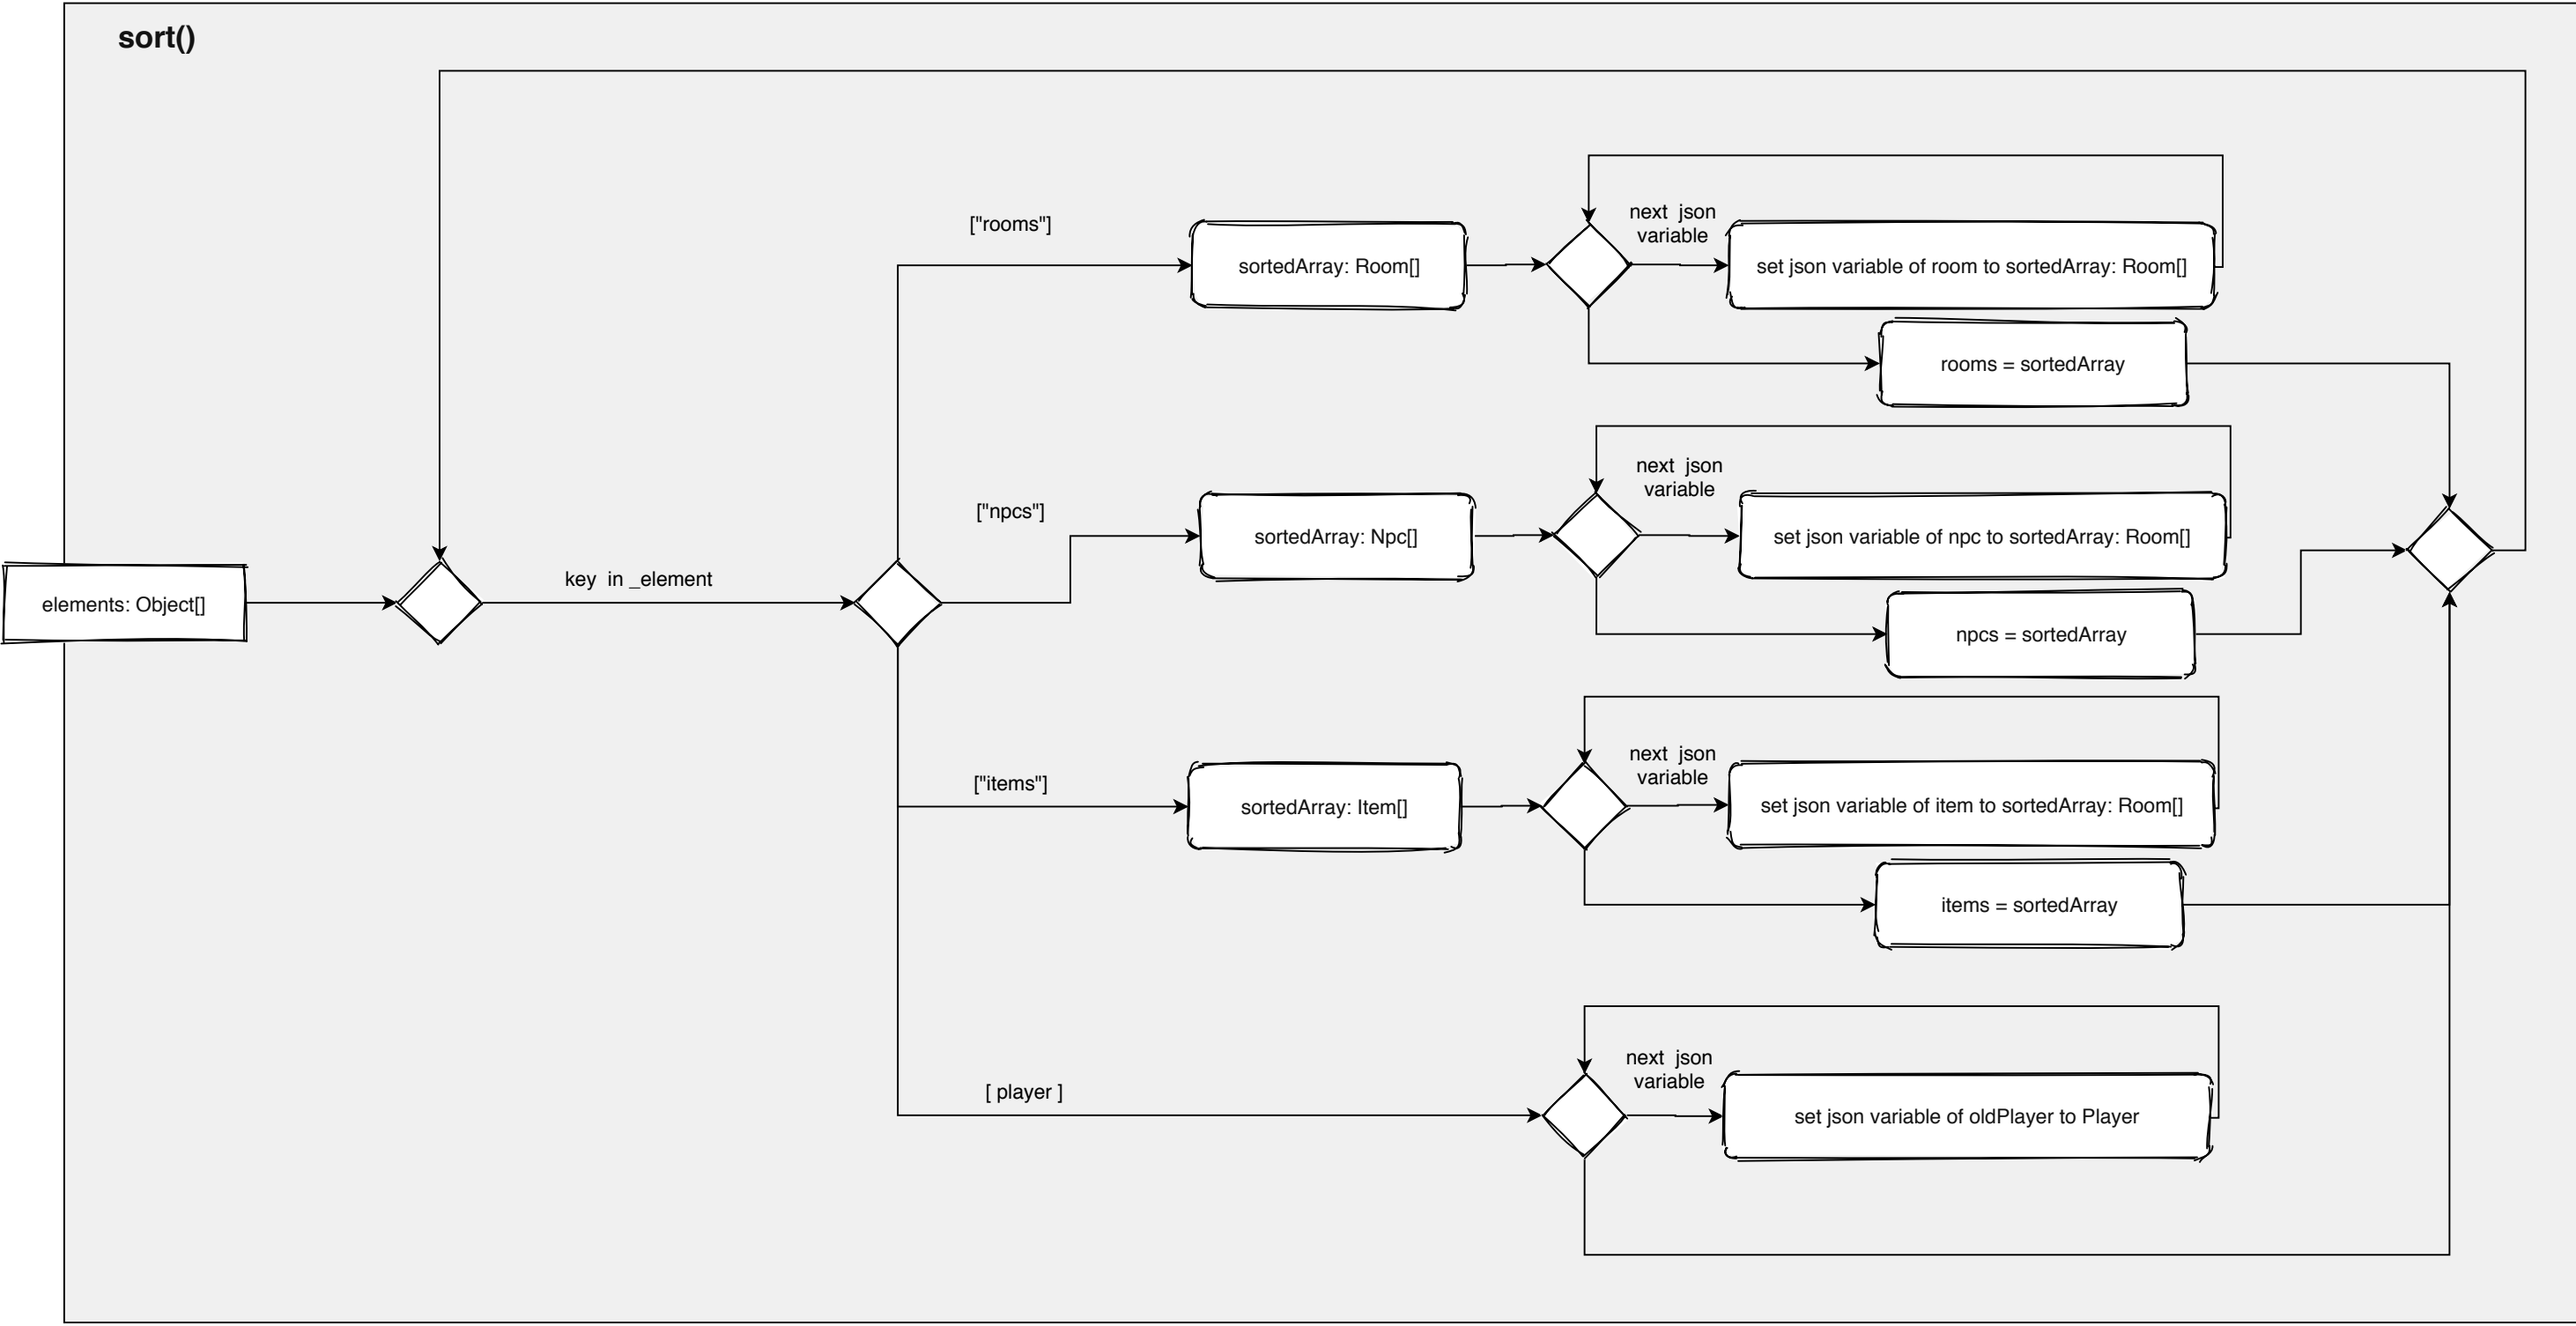 sort()
["rooms"]
next json
variable
sortedArray: Room[]
set json variable of room to sortedArray: Room[]
rooms = sortedArray
["npcs"]
next json
variable
sortedArray: Npc[]
set json variable of npc to sortedArray: Room[]
key in _element
elements: Object[]
npcs = sortedArray
["items"]
next json
variable
sortedArray: Item[]
set json variable of item to sortedArray: Room[]
items = sortedArray
[ player ]
next json
variable
set json variable of oldPlayer to Player